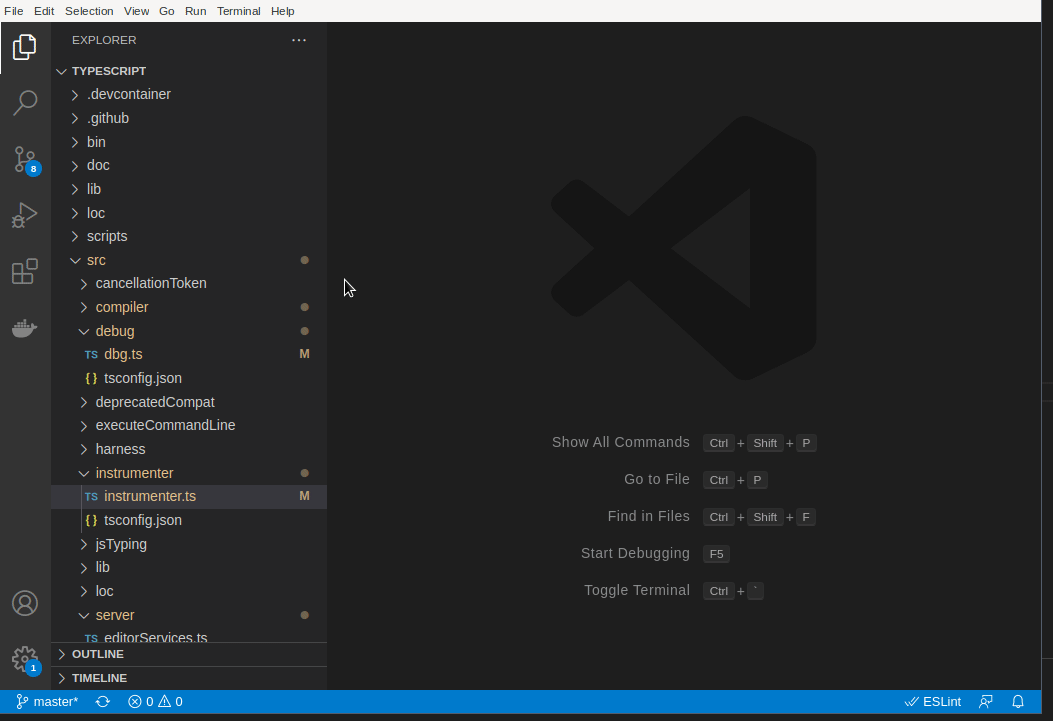 File Edit Selection View Go Run Terminal Help
EXPLORER ...
TYPESCRIPT
.devcontainer
.github
bin
doc
lib
loc
scripts
src
cancellationToken
compiler
debug
TS dbg.ts M
{ } tsconfig.json
deprecatedCompat
executeCommandLine
harness
instrumenter
TS instrumenter.ts M
{ } tsconfig.json
jsTyping
lib
loc
server
TS editorServices.ts
OUTLINE
TIMELINE
8
1
Show All Commands Ctrl + Shift + P
Go to File Ctrl + P
Find in Files Ctrl + Shift + F
Start Debugging F5
Toggle Terminal Ctrl + `
master* 0 0 ESLint